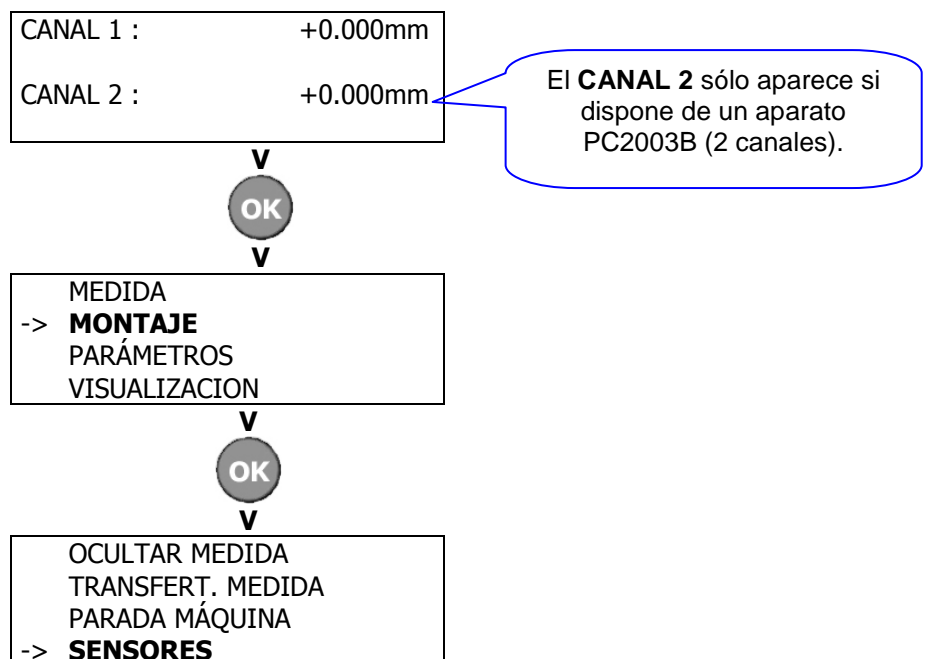 CANAL 1 : +0.000mm
CANAL 2 : +0.000mm
El CANAL 2 sólo aparece si
dispone de un aparato
PC2003B (2 canales).
V
OK
V
MEDIDA
-> MONTAJE
PARÁMETROS
VISUALIZACION
V
OK
V
OCULTAR MEDIDA
TRANSFERT. MEDIDA
PARADA MÁQUINA
-> SENSORES